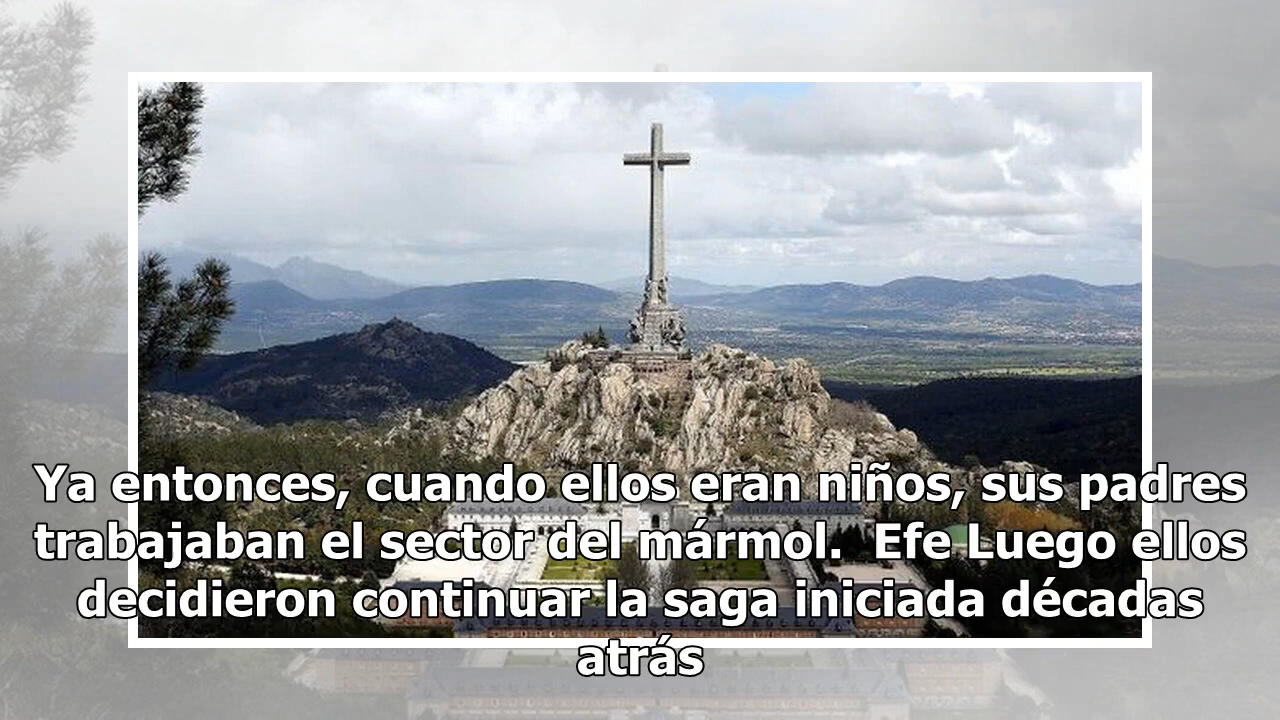 Ya entonces, cuando ellos eran niños, sus padres
trabajaban el sector del mármol.  Efe Luego ellos
decidieron continuar la saga iniciada décadas
atrás